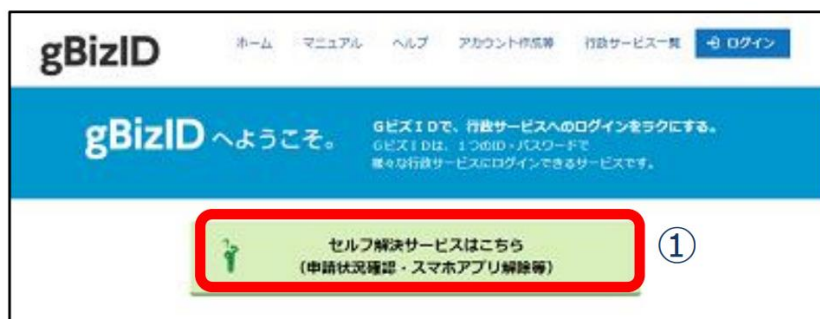 gBizID
ホーム マニュアル ヘルプ アカウント作成等 行政サービス一覧 ログイン
gBizID へようこそ。
GビズIDで、行政サービスへのログインをラクにする。
GビズIDは、1つのID・パスワードで
様々な行政サービスにログインできるサービスです。
セルフ解決サービスはこちら
(申請状況確認・スマホアプリ解除等)
①